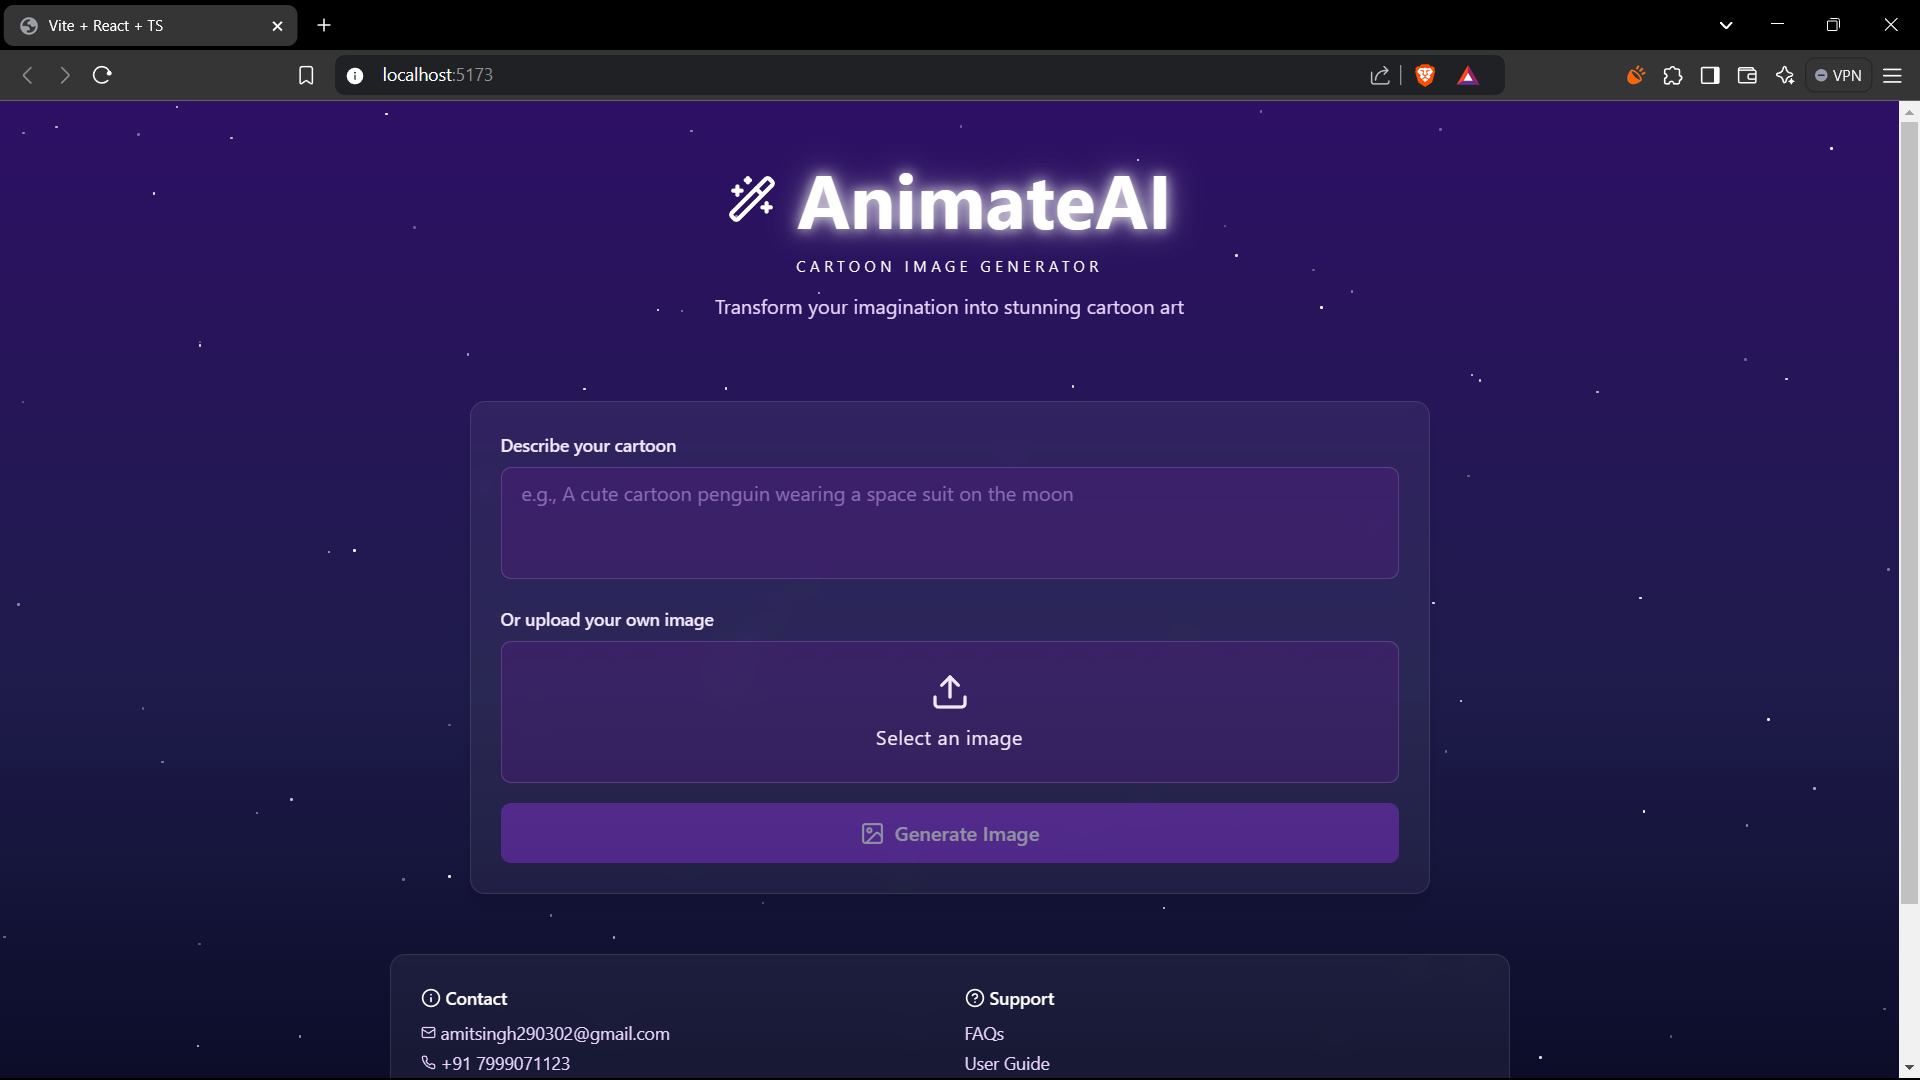 Vite + React + TS
localhost:5173
VPN
AnimateAI
CARTOON IMAGE GENERATOR
Transform your imagination into stunning cartoon art
Describe your cartoon
e.g., A cute cartoon penguin wearing a space suit on the moon
Or upload your own image
Select an image
Generate Image
Contact
amitsingh290302@gmail.com
+91 7999071123
Support
FAQs
User Guide